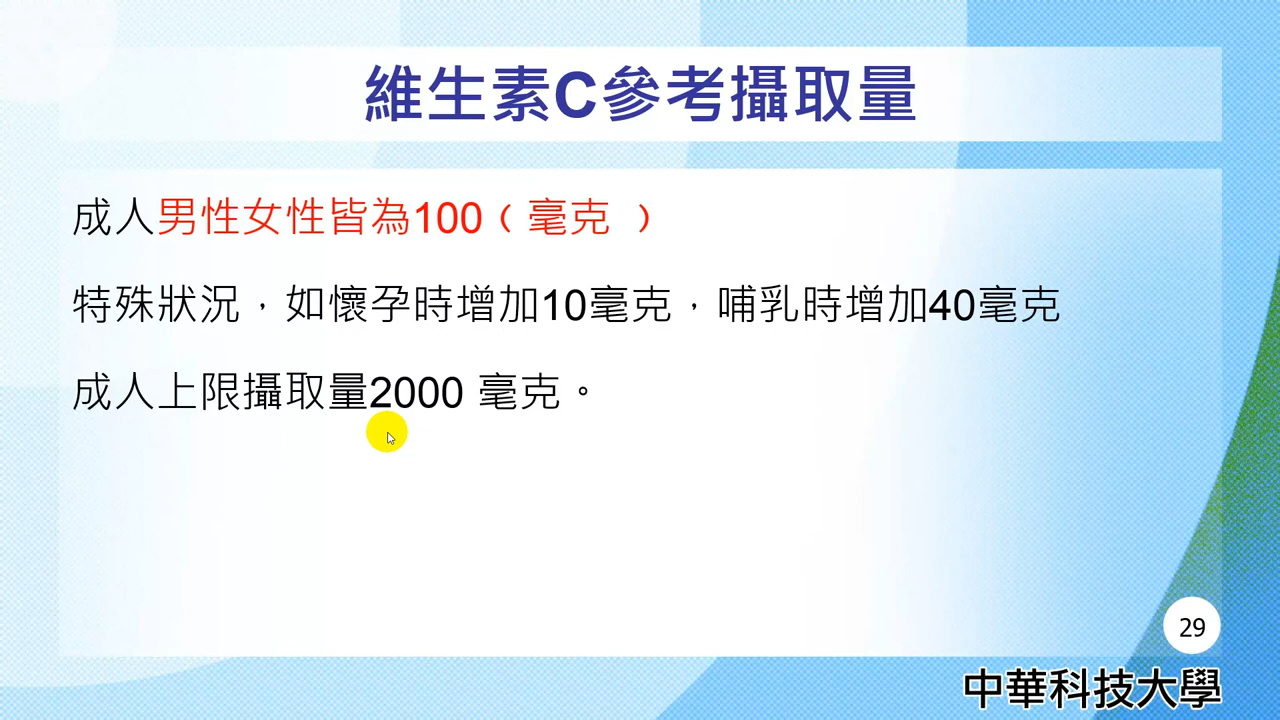 維生素C參考攝取量
成人男性女性皆為100﹙毫克 ﹚
特殊狀況，如懷孕時增加10毫克，哺乳時增加40毫克
成人上限攝取量2000 毫克。
29
中華科技大學